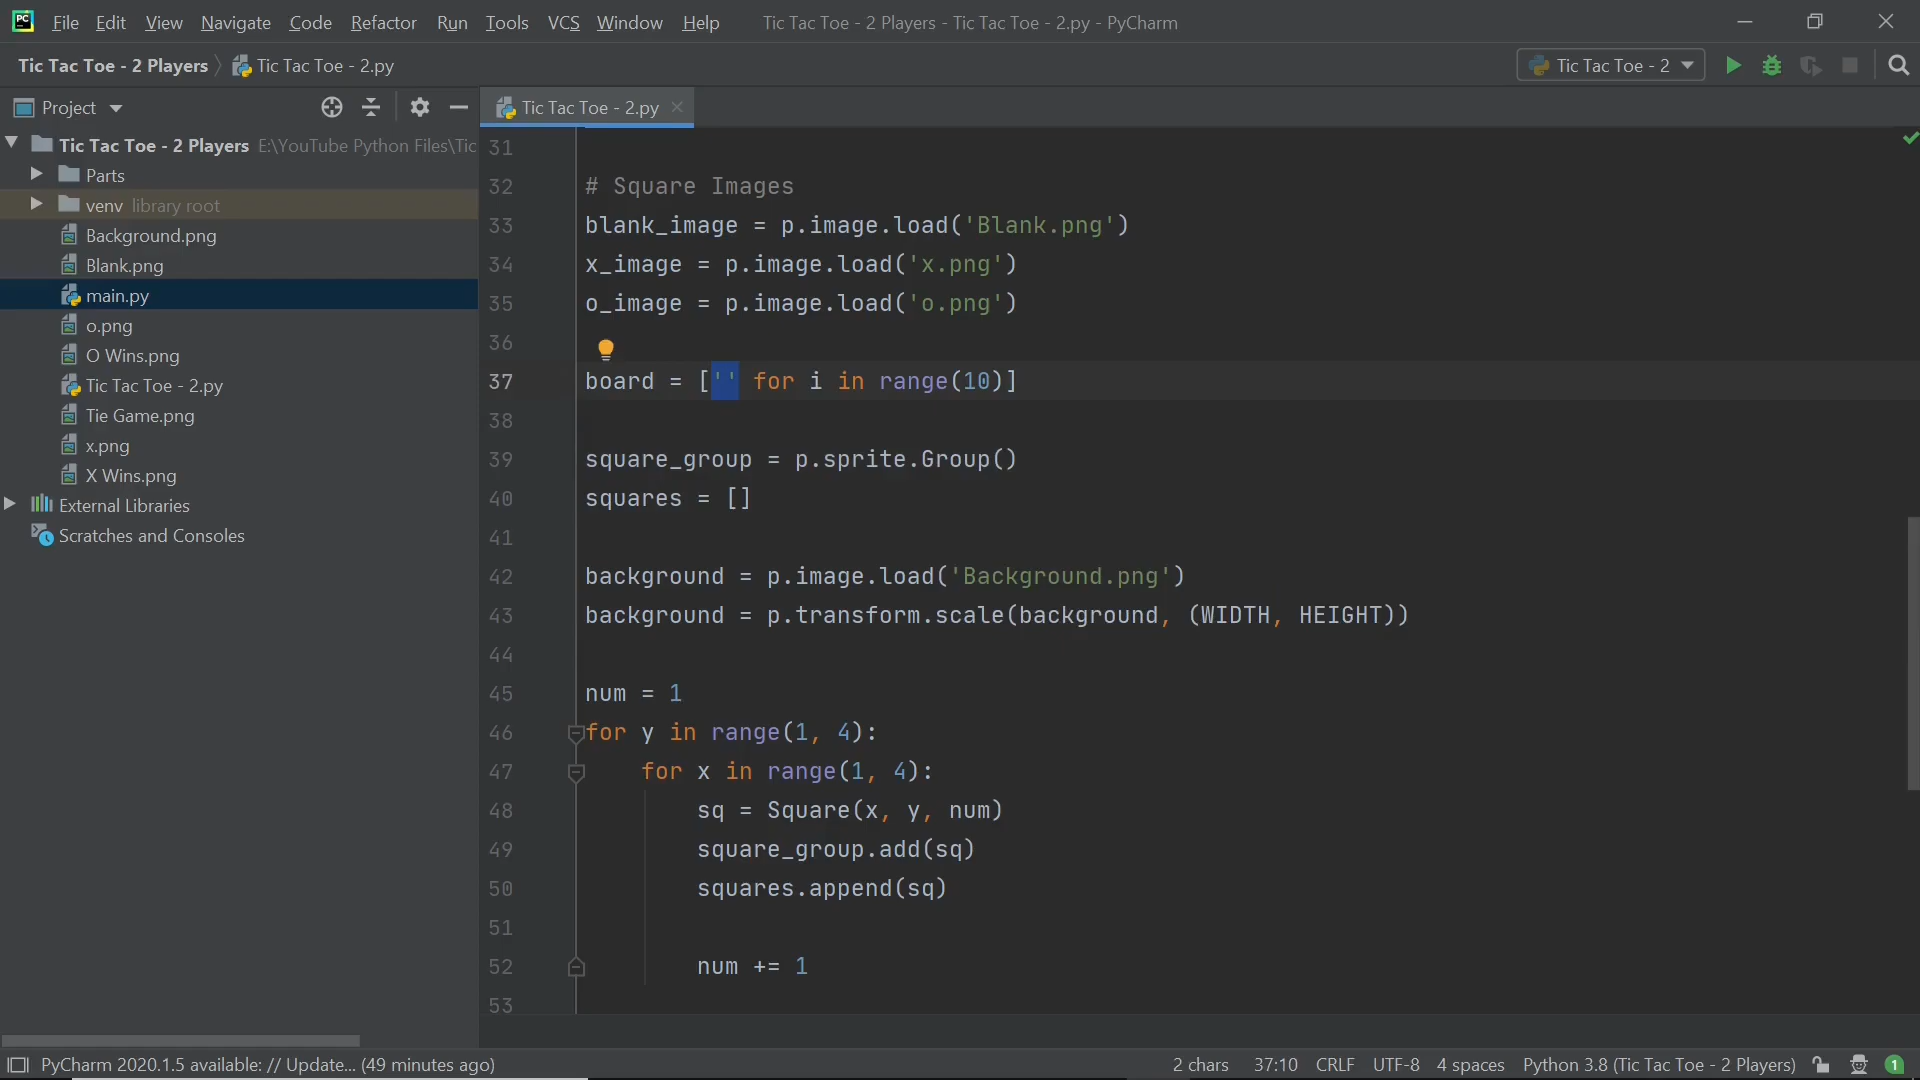 File Edit View Navigate Code Refactor Run Tools VCS Window Help Tic Tac Toe - 2 Players - Tic Tac Toe - 2.py - PyCharm
Tic Tac Toe - 2 Players Tic Tac Toe - 2.py Tic Tac Toe - 2
Project
Tic Tac Toe - 2 Players E:\YouTube Python Files\Tic
Parts
venv library root
Background.png
Blank.png
main.py
o.png
O Wins.png
Tic Tac Toe - 2.py
Tie Game.png
x.png
X Wins.png
External Libraries
Scratches and Consoles
Tic Tac Toe - 2.py
31
32 # Square Images
33 blank_image = p.image.load('Blank.png')
34 x_image = p.image.load('x.png')
35 o_image = p.image.load('o.png')
36
37 board = ['' for i in range(10)]
38
39 square_group = p.sprite.Group()
40 squares = []
41
42 background = p.image.load('Background.png')
43 background = p.transform.scale(background, (WIDTH, HEIGHT))
44
45 num = 1
46 for y in range(1, 4):
47 for x in range(1, 4):
48 sq = Square(x, y, num)
49 square_group.add(sq)
50 squares.append(sq)
51
52 num += 1
53
PyCharm 2020.1.5 available: // Update... (49 minutes ago) 2 chars 37:10 CRLF UTF-8 4 spaces Python 3.8 (Tic Tac Toe - 2 Players) 1